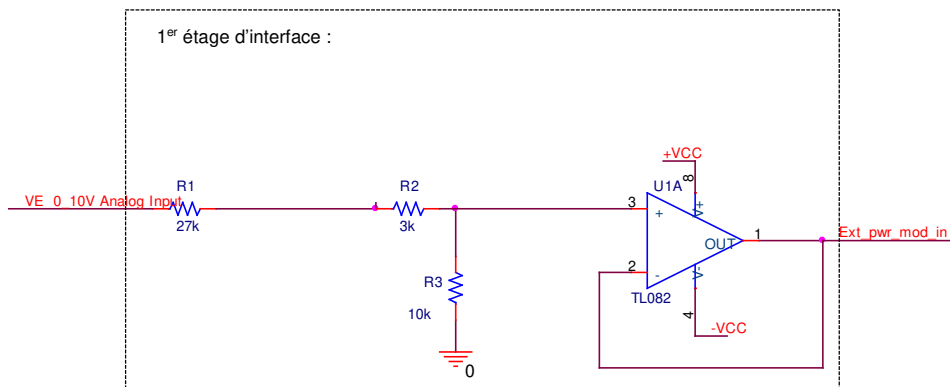 1er étage d’interface :
+VCC
8
U1A
V+
R1
R2
VE_0_10V Analog Input
27k
3k
3
+
OUT
1
Ext_pwr_mod_in
2
-
V-
R3
10k
TL082
4
-VCC
0